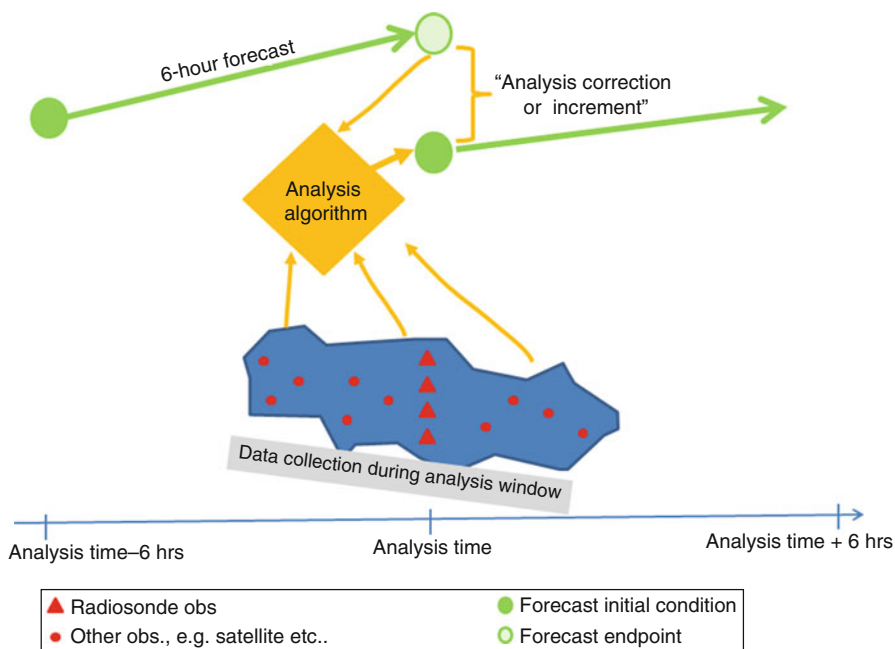 6-hour forecast
“Analysis correction
or increment”
Analysis
algorithm
Data collection during analysis window
Analysis time–6 hrs
Analysis time
Analysis time + 6 hrs
Radiosonde obs
Other obs., e.g. satellite etc..
Forecast initial condition
Forecast endpoint